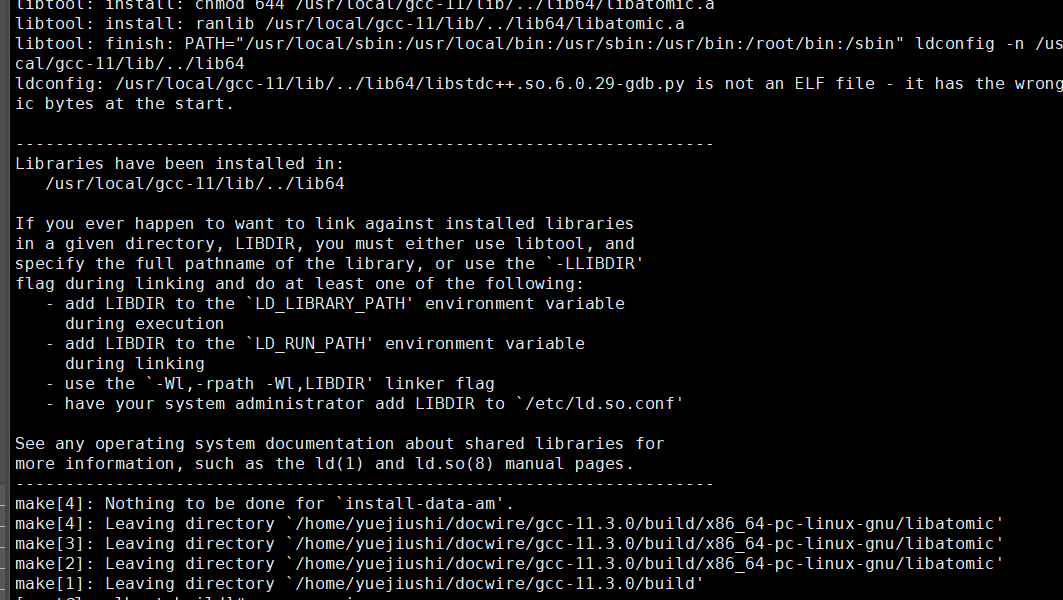 libtool: install: chmod 644 /usr/local/gcc-11/lib/../lib64/libatomic.a
libtool: install: ranlib /usr/local/gcc-11/lib/../lib64/libatomic.a
libtool: finish: PATH="/usr/local/sbin:/usr/local/bin:/usr/sbin:/usr/bin:/root/bin:/sbin" ldconfig -n /us
cal/gcc-11/lib/../lib64
ldconfig: /usr/local/gcc-11/lib/../lib64/libstdc++.so.6.0.29-gdb.py is not an ELF file - it has the wrong
ic bytes at the start.
----------------------------------------------------------------------
Libraries have been installed in:
   /usr/local/gcc-11/lib/../lib64
If you ever happen to want to link against installed libraries
in a given directory, LIBDIR, you must either use libtool, and
specify the full pathname of the library, or use the `-LLIBDIR'
flag during linking and do at least one of the following:
   - add LIBDIR to the `LD_LIBRARY_PATH' environment variable
     during execution
   - add LIBDIR to the `LD_RUN_PATH' environment variable
     during linking
   - use the `-Wl,-rpath -Wl,LIBDIR' linker flag
   - have your system administrator add LIBDIR to `/etc/ld.so.conf'
See any operating system documentation about shared libraries for
more information, such as the ld(1) and ld.so(8) manual pages.
----------------------------------------------------------------------
make[4]: Nothing to be done for `install-data-am'.
make[4]: Leaving directory `/home/yuejiushi/docwire/gcc-11.3.0/build/x86_64-pc-linux-gnu/libatomic'
make[3]: Leaving directory `/home/yuejiushi/docwire/gcc-11.3.0/build/x86_64-pc-linux-gnu/libatomic'
make[2]: Leaving directory `/home/yuejiushi/docwire/gcc-11.3.0/build/x86_64-pc-linux-gnu/libatomic'
make[1]: Leaving directory `/home/yuejiushi/docwire/gcc-11.3.0/build'